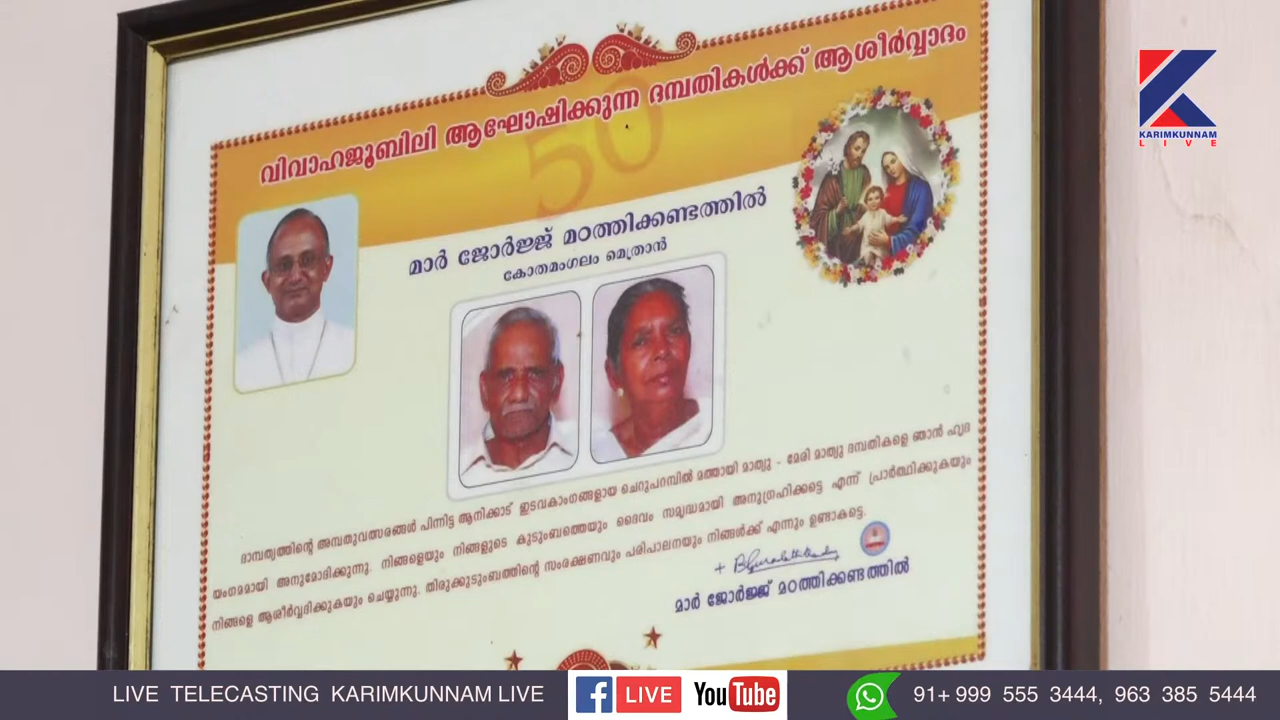 വിവാഹജൂബിലി ആഘോഷിക്കുന്ന ദമ്പതികൾക്ക് ആശീർവ്വാദം
50
മാർ ജോർജ്ജ് മഠത്തിക്കണ്ടത്തിൽ
കോതമംഗലം മെത്രാൻ
ദാമ്പത്യത്തിന്റെ അമ്പതുവത്സരങ്ങൾ പിന്നിട്ട ആനിക്കാട് ഇടവകാംഗങ്ങളായ ചെറുപറമ്പിൽ മത്തായി മാത്യു - മേരി മാത്യു ദമ്പതികളെ ഞാൻ ഹൃദ
യംഗമമായി അനുമോദിക്കുന്നു. നിങ്ങളെയും നിങ്ങളുടെ കുടുംബത്തെയും ദൈവം സമൃദ്ധമായി അനുഗ്രഹിക്കട്ടെ എന്ന് പ്രാർത്ഥിക്കുകയും
നിങ്ങളെ ആശീർവ്വദിക്കുകയും ചെയ്യുന്നു. തിരുക്കുടുംബത്തിന്റെ സംരക്ഷണവും പരിപാലനയും നിങ്ങൾക്ക് എന്നും ഉണ്ടാകട്ടെ.
മാർ ജോർജ്ജ് മഠത്തിക്കണ്ടത്തിൽ
KARIMKUNNAM
LIVE
LIVE TELECASTING KARIMKUNNAM LIVE
f LIVE
YouTube
91+ 999 555 3444, 963 385 5444